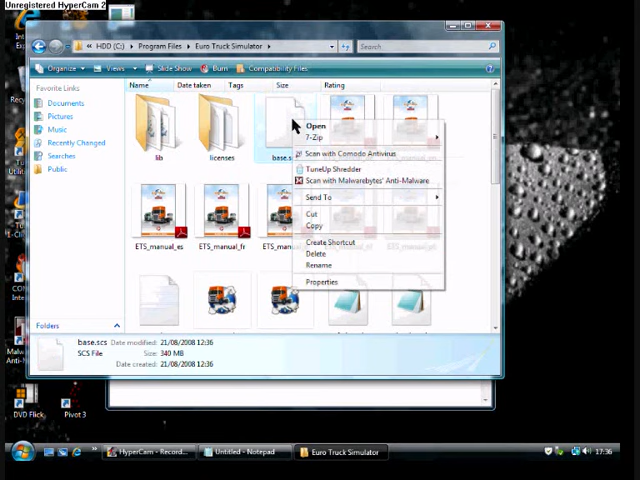 Unregistered HyperCam 2
HDD (C:) ▸ Program Files ▸ Euro Truck Simulator ▸
Search
Organize
Views
Slide Show
Burn
Compatibility Files
Favorite Links
Documents
Pictures
Music
Recently Changed
Searches
Public
Folders
Name
Date taken
Tags
Size
Rating
lib
licenses
base.s
ETS_manual_es
ETS_manual_fr
Open
7-Zip
Scan with Comodo Antivirus
TuneUp Shredder
Scan with Malwarebytes' Anti-Malware
Send To
Cut
Copy
Create Shortcut
Delete
Rename
Properties
base.scs Date modified: 21/08/2008 12:36
SCS File Size: 340 MB
Date created: 21/08/2008 12:36
DVD Flick
Pivot 3
HyperCam - Record...
Untitled - Notepad
Euro Truck Simulator
17:36